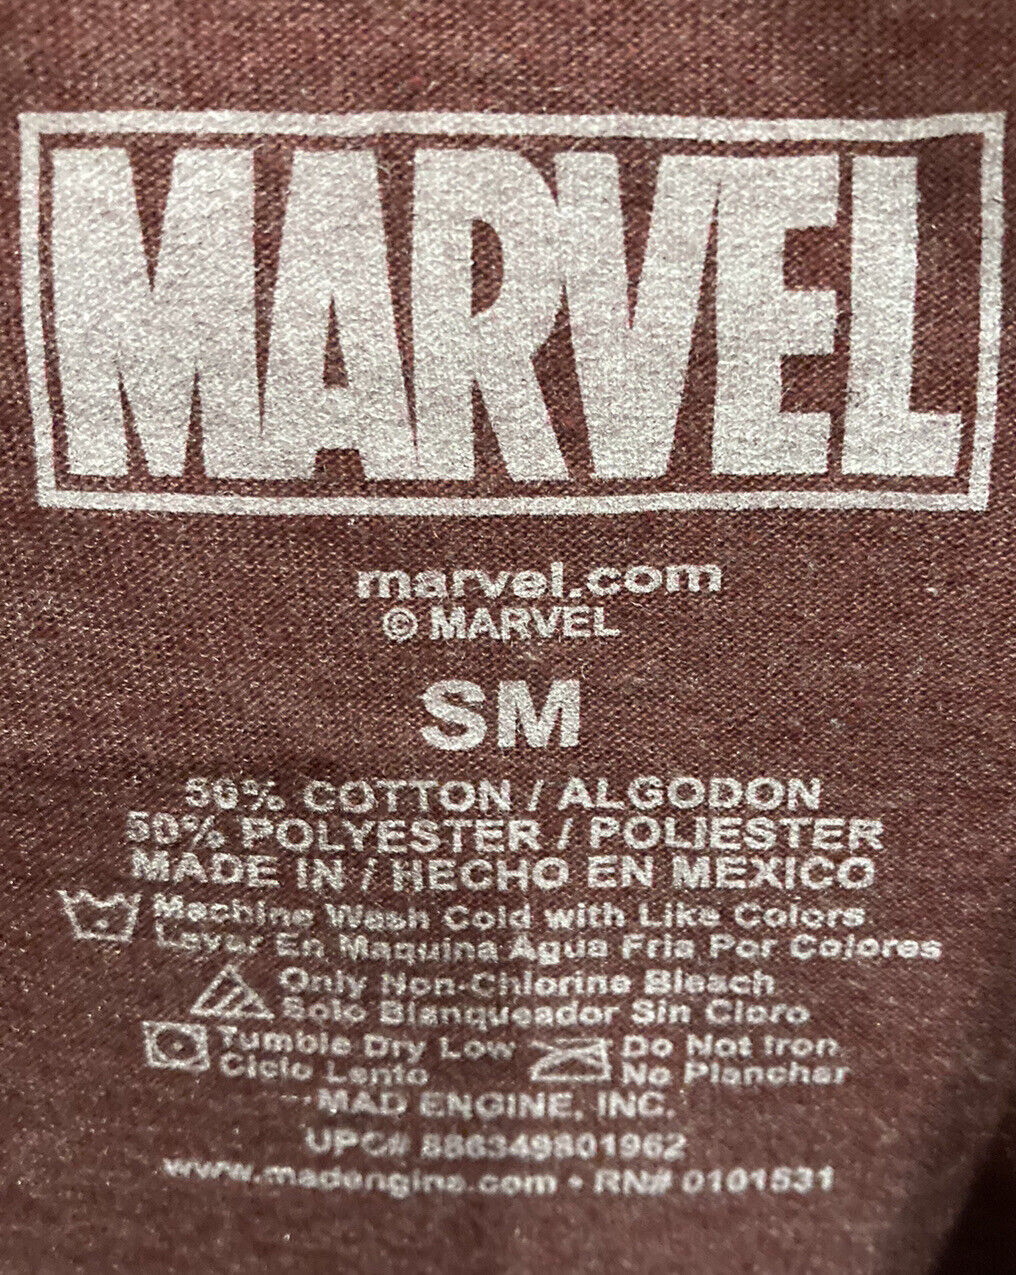 MARVEL
marvel.com
© MARVEL
SM
50% COTTON / ALGODON
50% POLYESTER / POLIESTER
MADE IN / HECHO EN MEXICO
Machine Wash Cold with Like Colors
Lavar En Maquina Agua Fria Por Colores
Only Non-Chlorine Bleach
Solo Blanqueador Sin Cloro
Tumble Dry Low
Ciclo Lento
Do Not Iron
No Planchar
MAD ENGINE, INC.
UPC# 886349801962
www.madengine.com • RN# 0101531